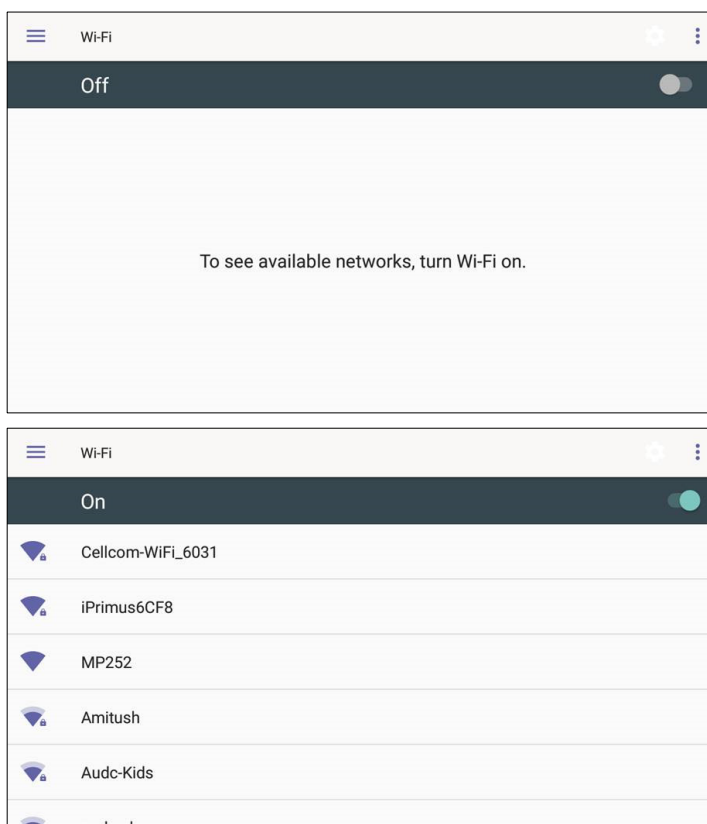 Wi-Fi
Off
To see available networks, turn Wi-Fi on.
Wi-Fi
On
Cellcom-WiFi_6031
iPrimus6CF8
MP252
Amitush
Audc-Kids